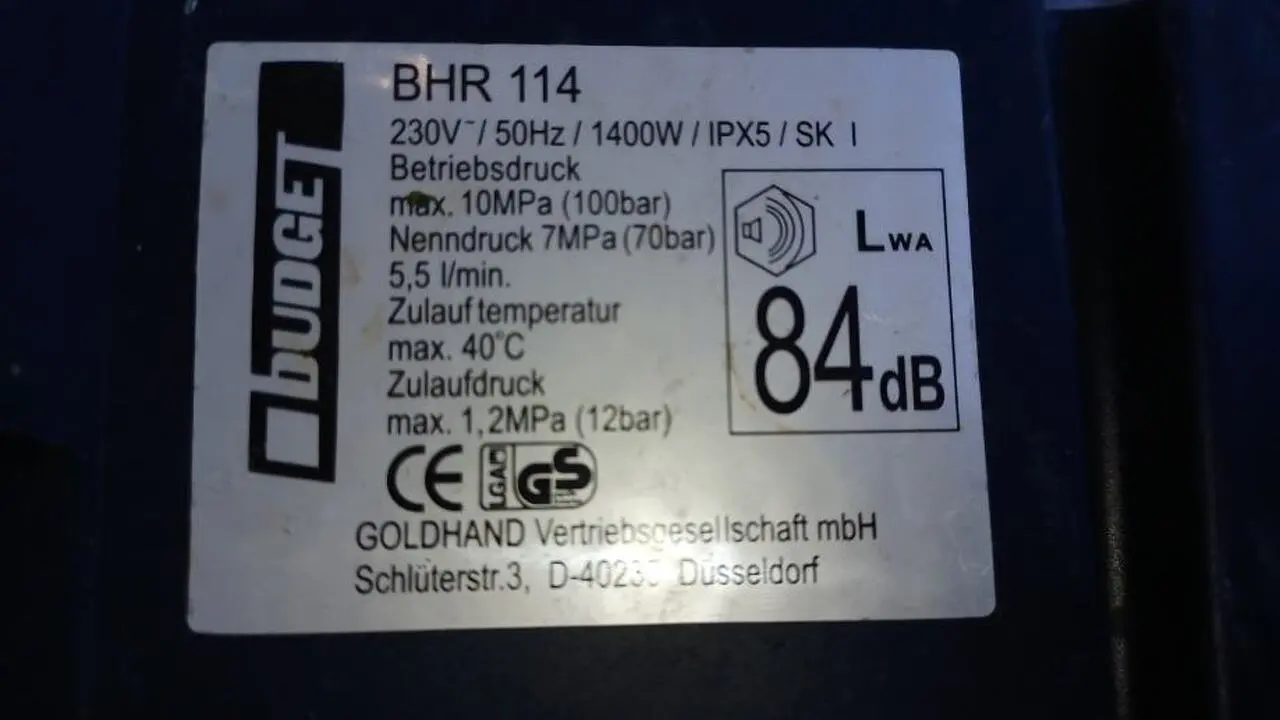 BUDGET
BHR 114
230V~/ 50Hz / 1400W / IPX5 / SK I
Betriebsdruck
max. 10MPa (100bar)
Nenndruck 7MPa (70bar)
5,5 l/min.
Zulauftemperatur
max. 40°C
Zulaufdruck
max. 1,2MPa (12bar)
LWA
84dB
CE LGAD GS
GOLDHAND Vertriebsgesellschaft mbH
Schlüterstr.3, Düsseldorf